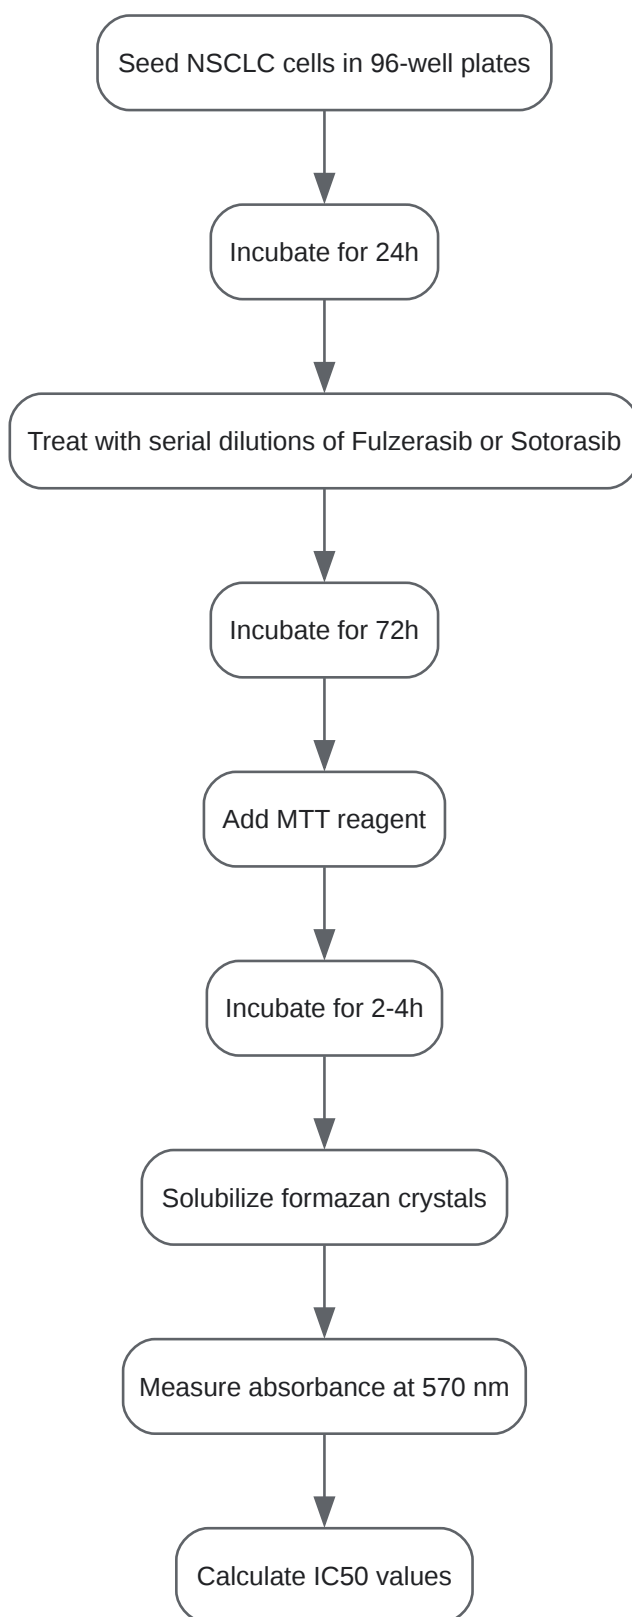 Seed NSCLC cells in 96-well plates
Incubate for 24h
Treat with serial dilutions of Fulzerasib or Sotorasib
Incubate for 72h
Add MTT reagent
Incubate for 2-4h
Solubilize formazan crystals
Measure absorbance at 570 nm
Calculate IC50 values